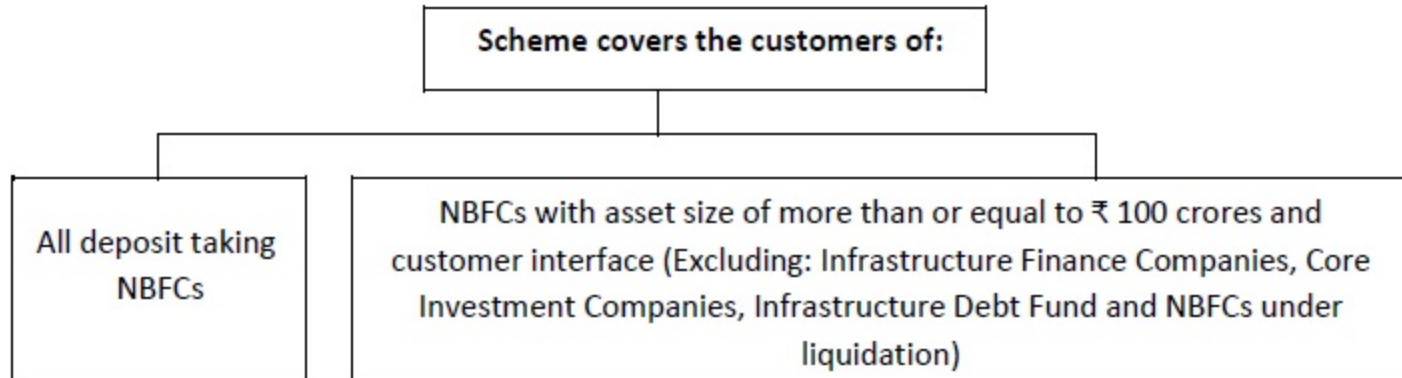 Scheme covers the customers of:
All deposit taking
NBFCs
NBFCs with asset size of more than or equal to ₹ 100 crores and
customer interface (Excluding: Infrastructure Finance Companies, Core
Investment Companies, Infrastructure Debt Fund and NBFCs under
liquidation)